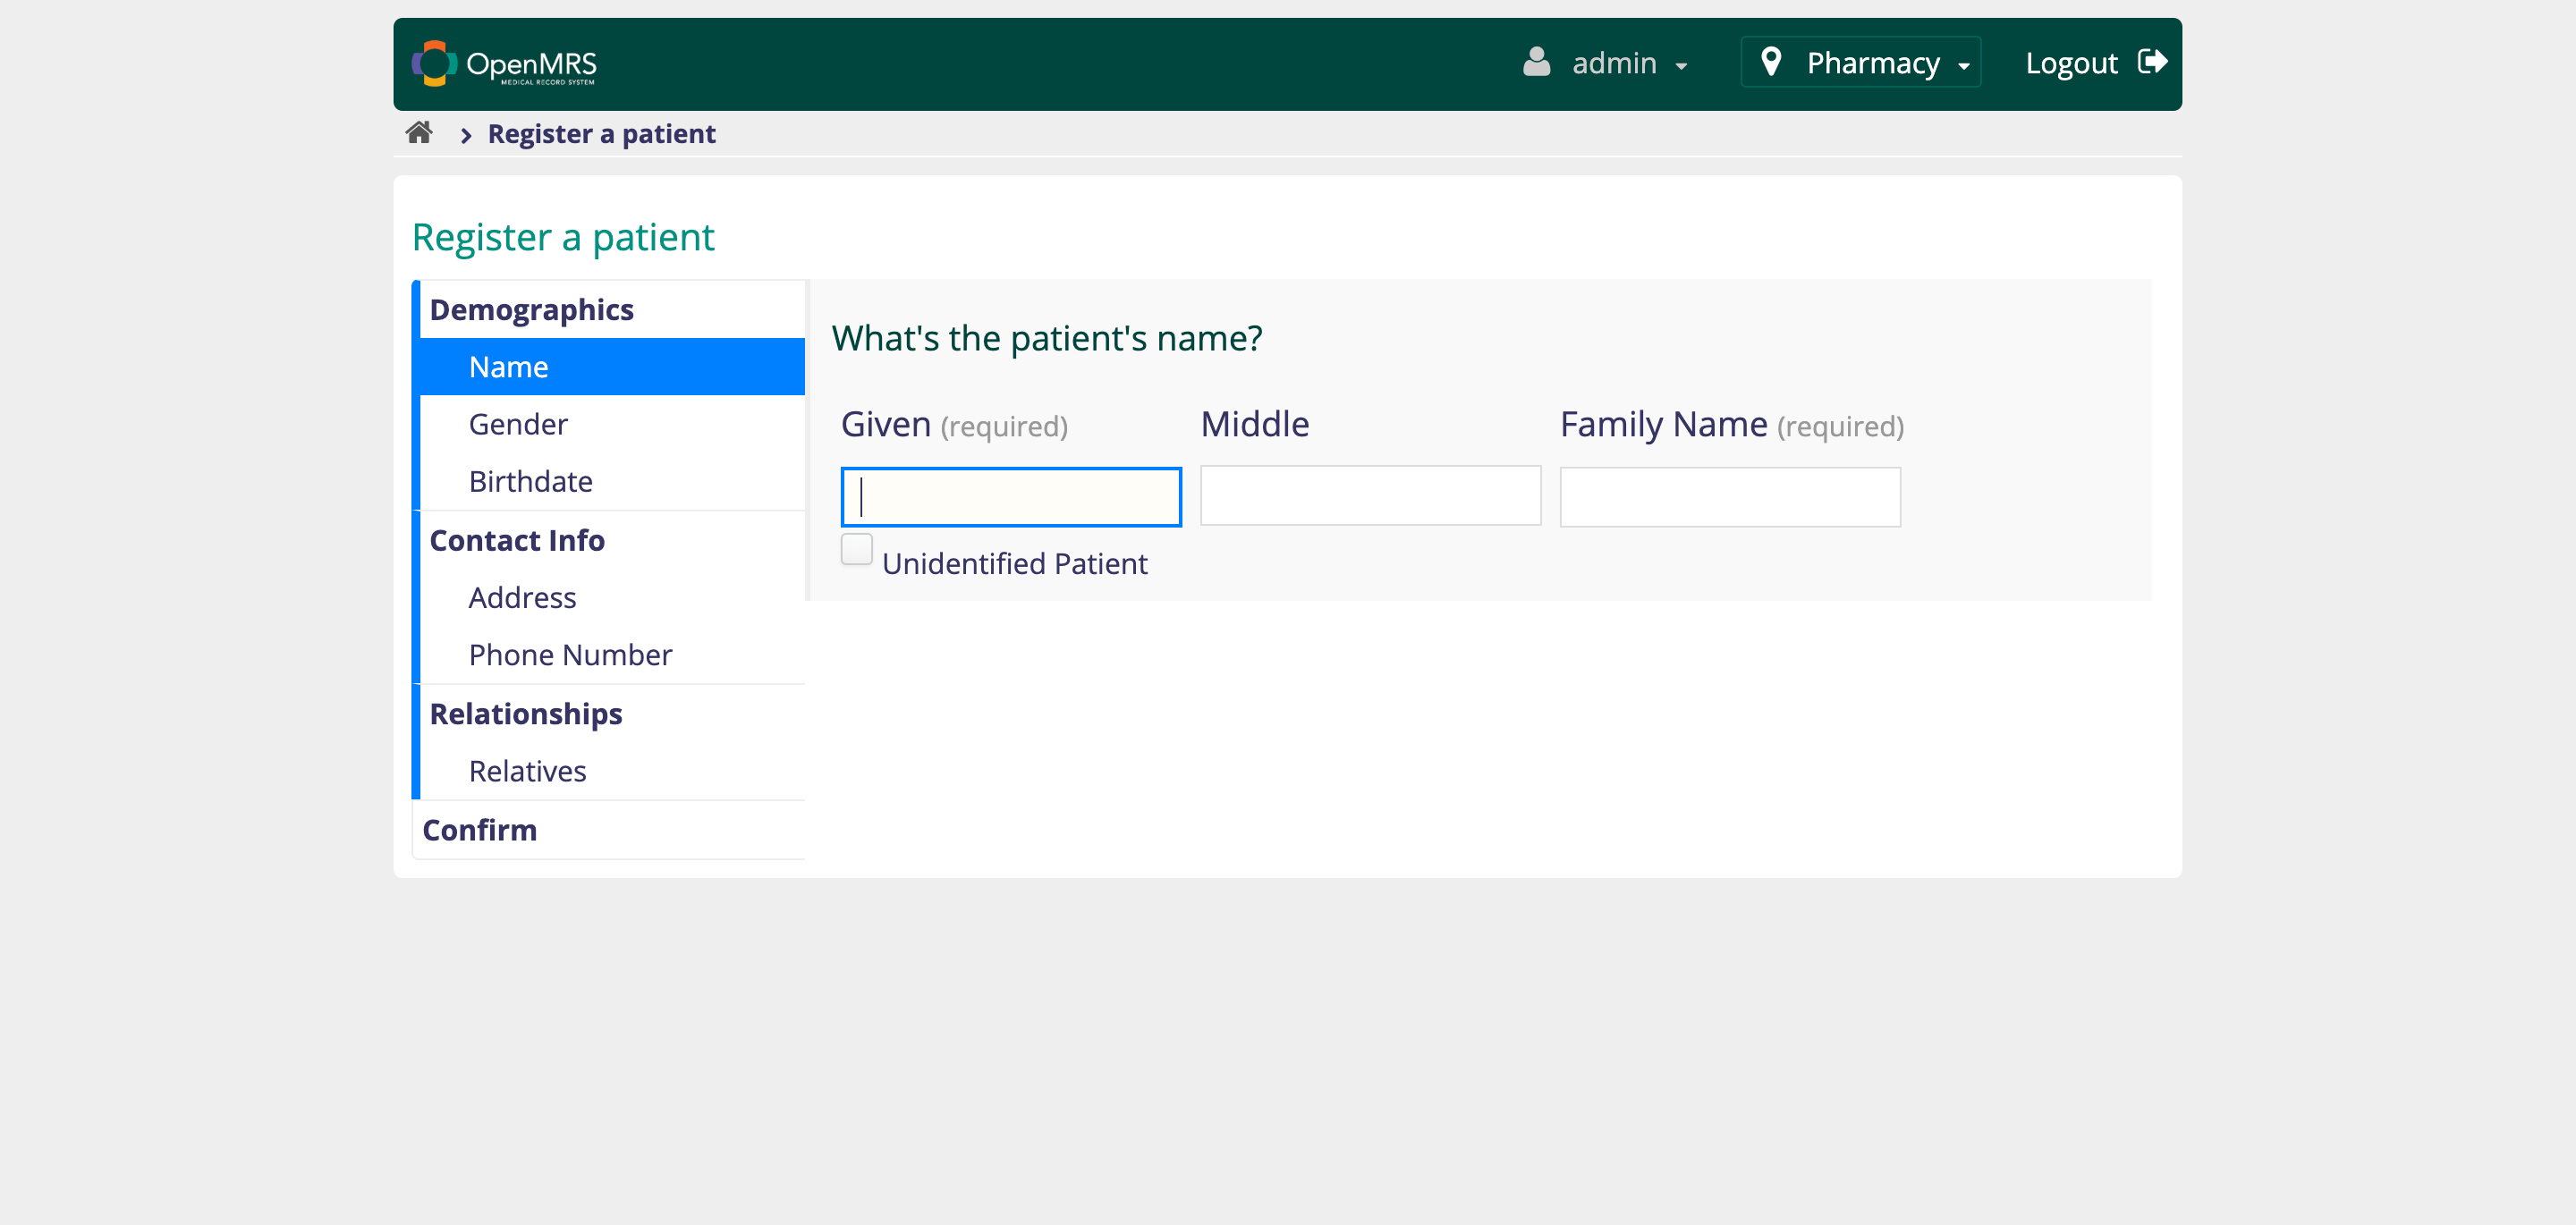 OpenMRS
MEDICAL RECORD SYSTEM
admin
Pharmacy
Logout
Register a patient
Register a patient
Demographics
Name
Gender
Birthdate
Contact Info
Address
Phone Number
Relationships
Relatives
Confirm
What's the patient's name?
Given (required) Middle Family Name (required)
Unidentified Patient